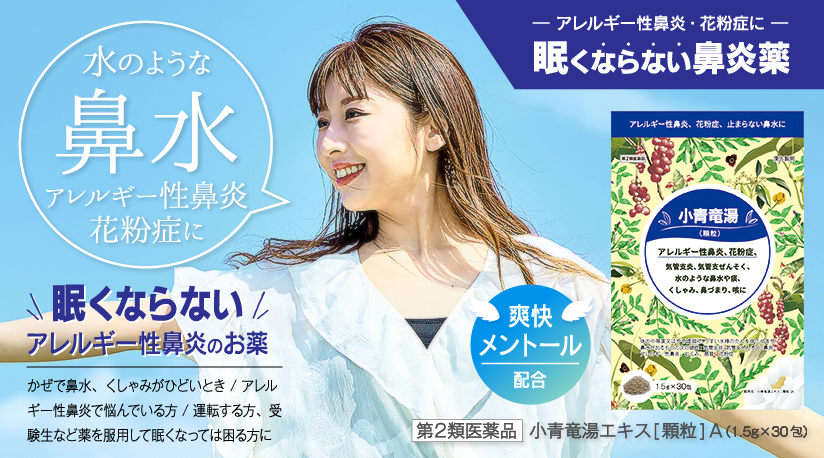 水のような
鼻水
アレルギー性鼻炎
花粉症に
― アレルギー性鼻炎・花粉症に ―
眠くならない鼻炎薬
眠くならない
アレルギー性鼻炎のお薬
かぜで鼻水、くしゃみがひどいとき / アレル
ギー性鼻炎で悩んでいる方 / 運転する方、受
験生など薬を服用して眠くなっては困る方に
爽快
メントール
配合
アレルギー性鼻炎、花粉症、止まらない鼻水に
第2類医薬品
小青竜湯
(顆粒)
アレルギー性鼻炎、花粉症、
気管支炎、気管支ぜんそく、
水のような鼻水や痰、
くしゃみ、鼻づまり、咳に
1.5g×30包
第2類医薬品 小青竜湯エキス[顆粒]A(1.5g×30包)